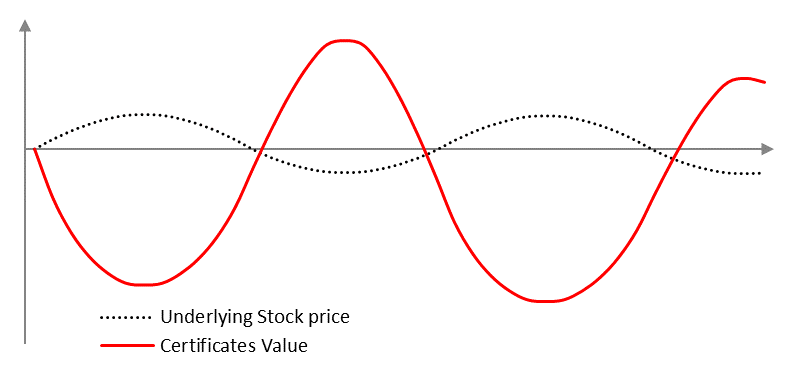 Underlying Stock price
Certificates Value